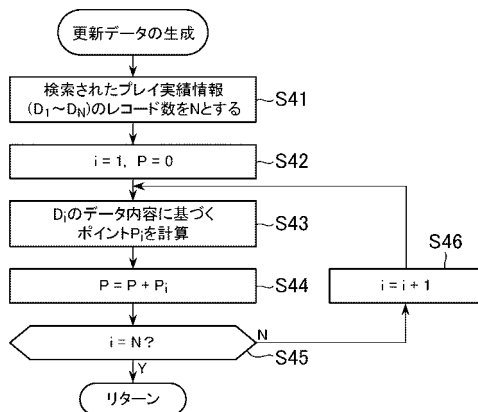 更新データの生成
検索されたプレイ実績情報
(D1～DN)のレコード数をNとする
S41
i = 1, P = 0
S42
Diのデータ内容に基づく
ポイントPiを計算
S43
S46
P = P + Pi
S44
i = i + 1
i = N ?
N
S45
Y
リターン